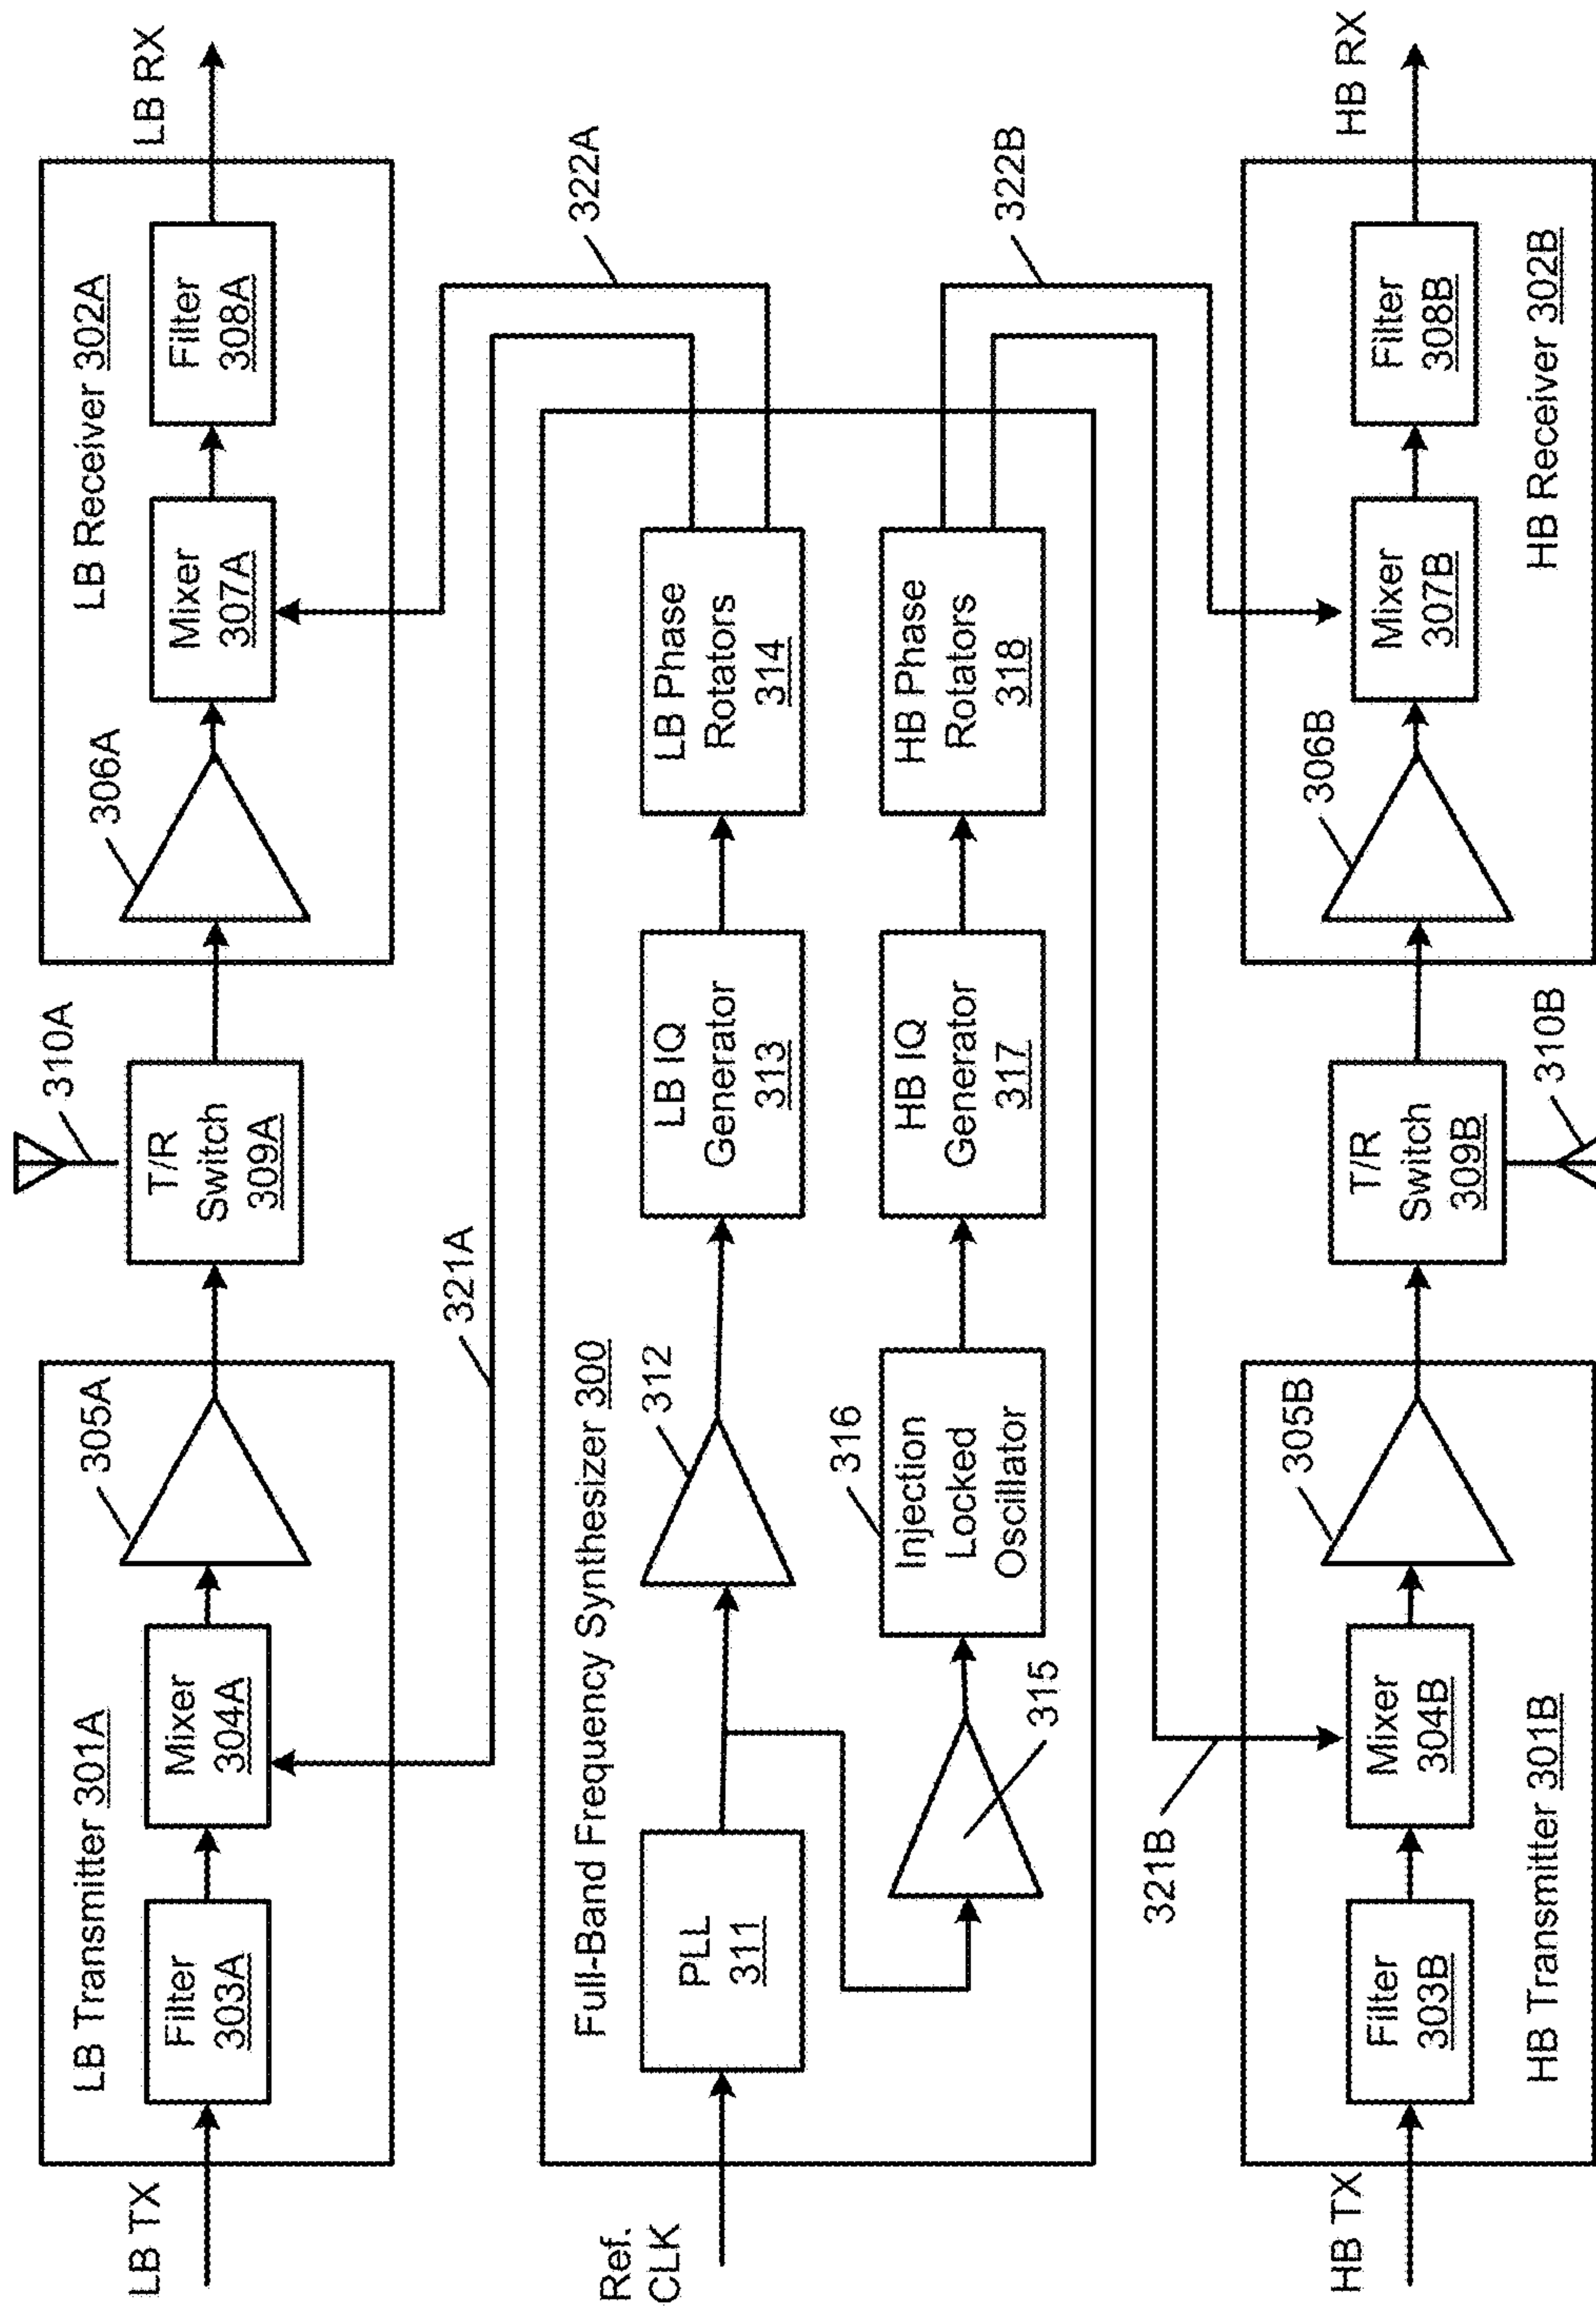 LB TX
LB Transmitter 301A
Filter
303A
Mixer
304A
305A
T/R
Switch
309A
310A
LB Receiver 302A
306A
Mixer
307A
Filter
308A
LB RX
321A
322A
Ref.
CLK
Full-Band Frequency Synthesizer 300
PLL
311
312
LB IQ
Generator
313
LB Phase
Rotators
314
315
316
Injection
Locked
Oscillator
HB IQ
Generator
317
HB Phase
Rotators
318
321B
322B
HB TX
Filter
303B
Mixer
304B
305B
HB Transmitter 301B
T/R
Switch
309B
310B
306B
Mixer
307B
Filter
308B
HB Receiver 302B
HB RX